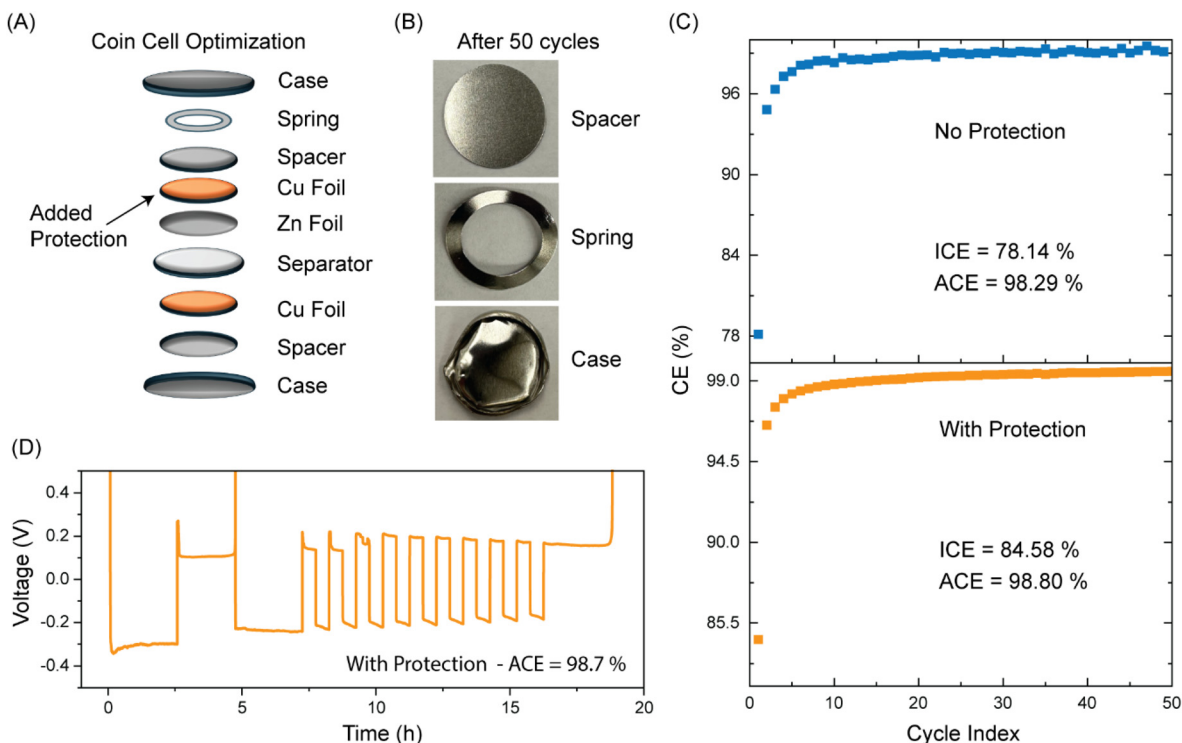 (A)
Coin Cell Optimization
Case
Spring
Spacer
Cu Foil
Added
Protection
Zn Foil
Separator
Cu Foil
Spacer
Case
(B)
After 50 cycles
Spacer
Spring
Case
(C)
CE (%)
96
90
84
78
No Protection
ICE = 78.14 %
ACE = 98.29 %
99.0
94.5
90.0
85.5
With Protection
ICE = 84.58 %
ACE = 98.80 %
0 10 20 30 40 50
Cycle Index
(D)
Voltage (V)
0.4
0.2
0.0
-0.2
-0.4
With Protection - ACE = 98.7 %
0 5 10 15 20
Time (h)